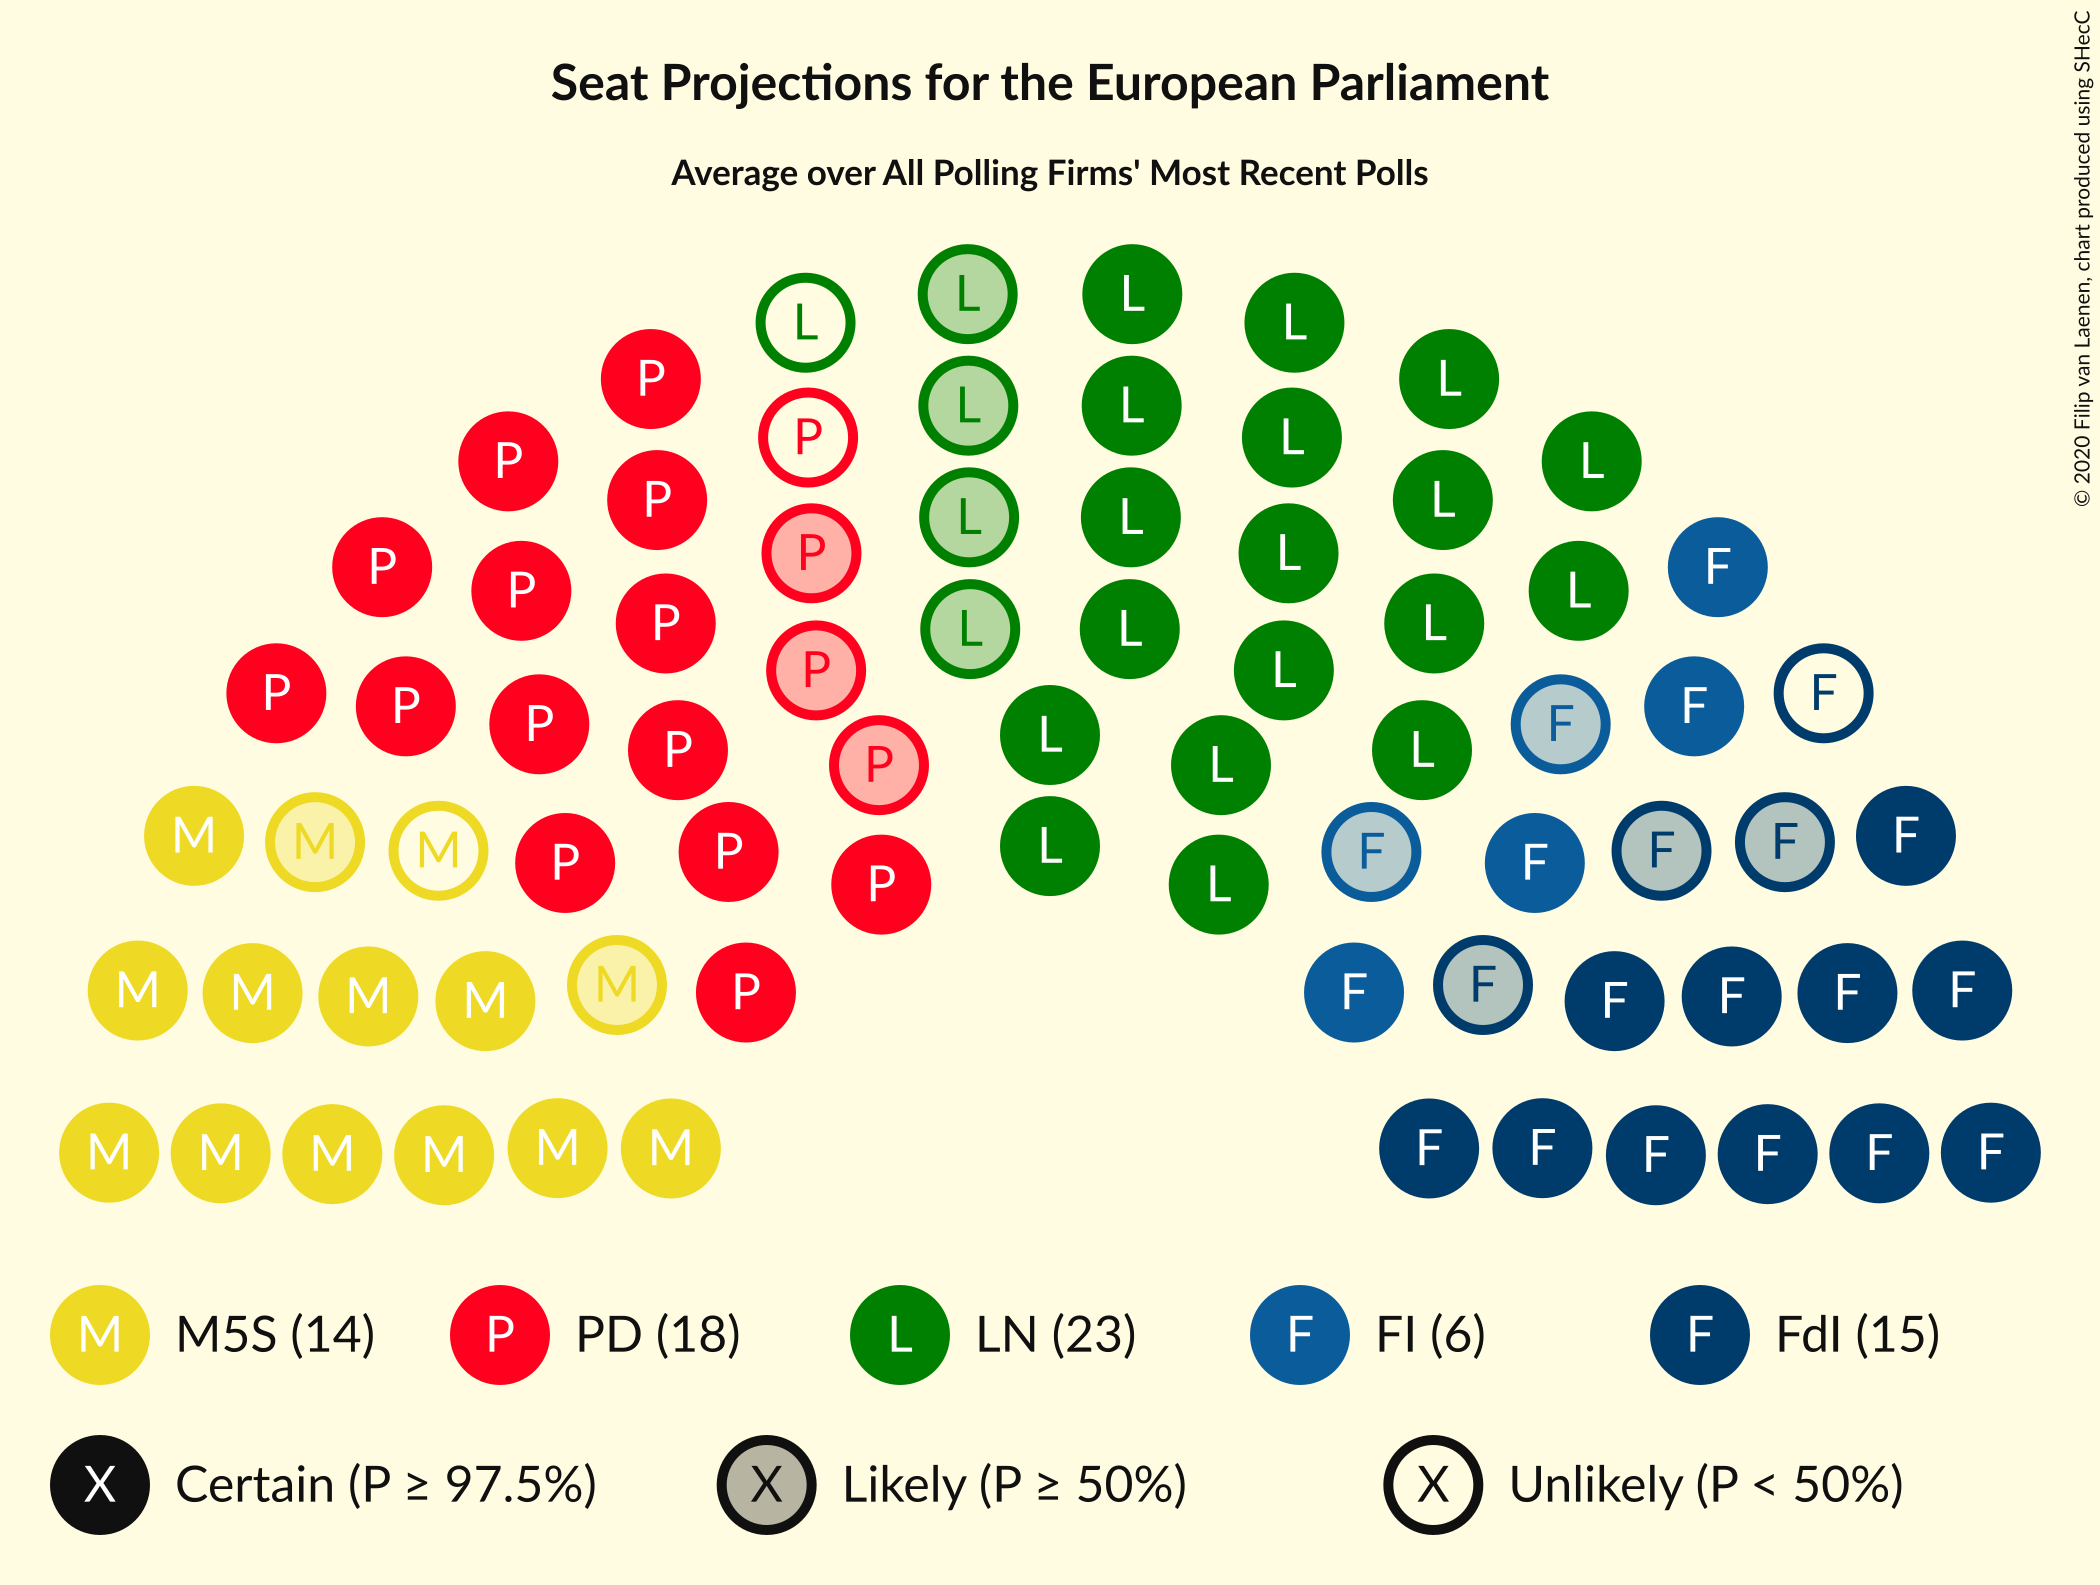 Seat Projections for the European Parliament
Average over All Polling Firms' Most Recent Polls
© 2020 Filip van Laenen, chart produced using SHecC
L L
L L
P L
L L
P L
P P
L L
P L
P L
P P
L L
P F
P L
L L
P L
P L
P F
P P
P F
P L
L F
P L
M F
M M
F F
L P
M F
P F
P L
M M
M M
M P
F F
F F
F F
M M
M M
M M
F F
F F
F F
M M5S (14) P PD (18) L LN (23) F FI (6) F FdI (15)
X Certain (P ≥ 97.5%) X Likely (P ≥ 50%) X Unlikely (P < 50%)